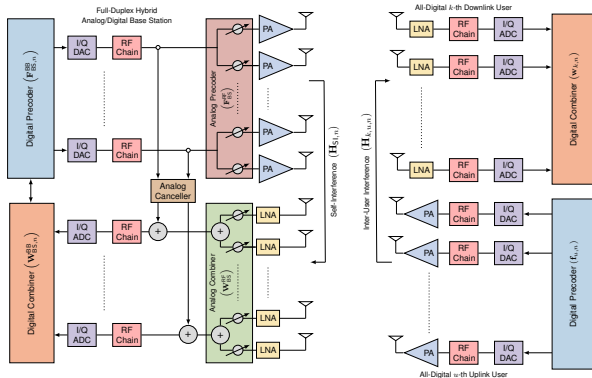 Full-Duplex Hybrid
Analog/Digital Base Station
Digital Precoder (F^BB_BS,n)
I/Q
DAC
RF
Chain
I/Q
DAC
RF
Chain
Analog Precoder
(F^RF_BS)
PA
PA
PA
PA
Analog
Canceller
Digital Combiner (W^BB_BS,n)
I/Q
ADC
RF
Chain
I/Q
ADC
RF
Chain
+
+
+
+
Analog Combiner
(W^RF_BS)
LNA
LNA
LNA
LNA
Self-Interference (H_SI,n)
Inter-User Interference (H_k,u,n)
All-Digital k-th Downlink User
LNA
RF
Chain
I/Q
ADC
LNA
RF
Chain
I/Q
ADC
LNA
RF
Chain
I/Q
ADC
Digital Combiner (w_k,n)
PA
RF
Chain
I/Q
DAC
PA
RF
Chain
I/Q
DAC
PA
RF
Chain
I/Q
DAC
Digital Precoder (f_u,n)
All-Digital u-th Uplink User